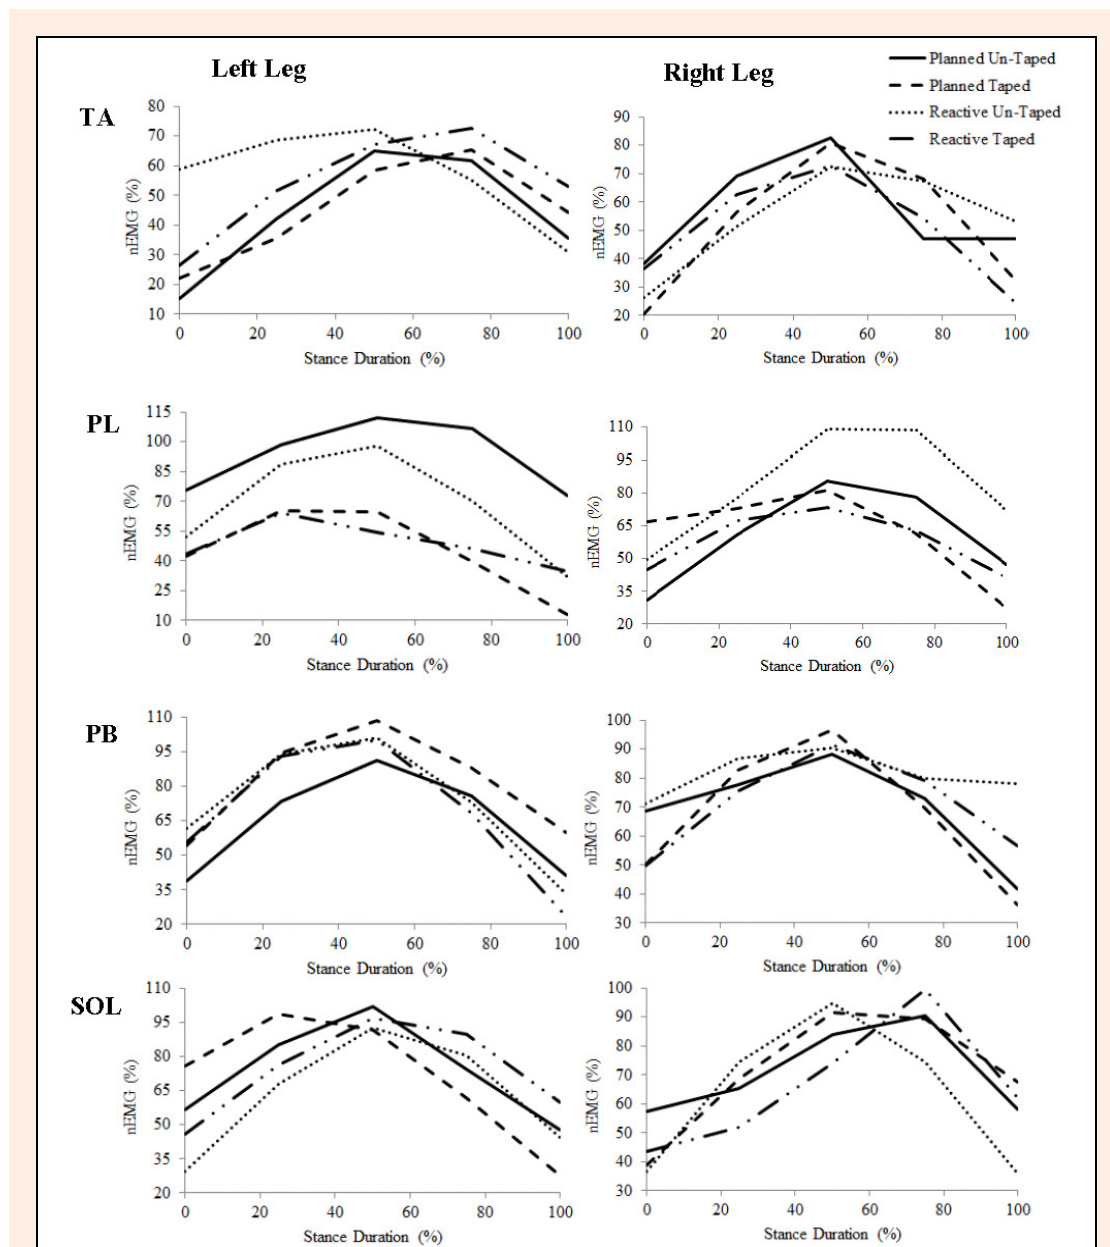 Left Leg
Right Leg
Planned Un-Taped
Planned Taped
Reactive Un-Taped
Reactive Taped
TA
80
70
60
50
40
30
20
10
nEMG (%)
0 20 40 60 80 100
Stance Duration (%)
90
80
70
60
50
40
30
20
nEMG (%)
0 20 40 60 80 100
Stance Duration (%)
PL
115
100
85
70
55
40
25
10
nEMG (%)
0 20 40 60 80 100
Stance Duration (%)
110
95
80
65
50
35
20
nEMG (%)
0 20 40 60 80 100
Stance Duration (%)
PB
110
95
80
65
50
35
20
nEMG (%)
0 20 40 60 80 100
Stance Duration (%)
100
90
80
70
60
50
40
30
nEMG (%)
0 20 40 60 80 100
Stance Duration (%)
SOL
110
95
80
65
50
35
20
nEMG (%)
0 20 40 60 80 100
Stance Duration (%)
100
90
80
70
60
50
40
30
nEMG (%)
0 20 40 60 80 100
Stance Duration (%)